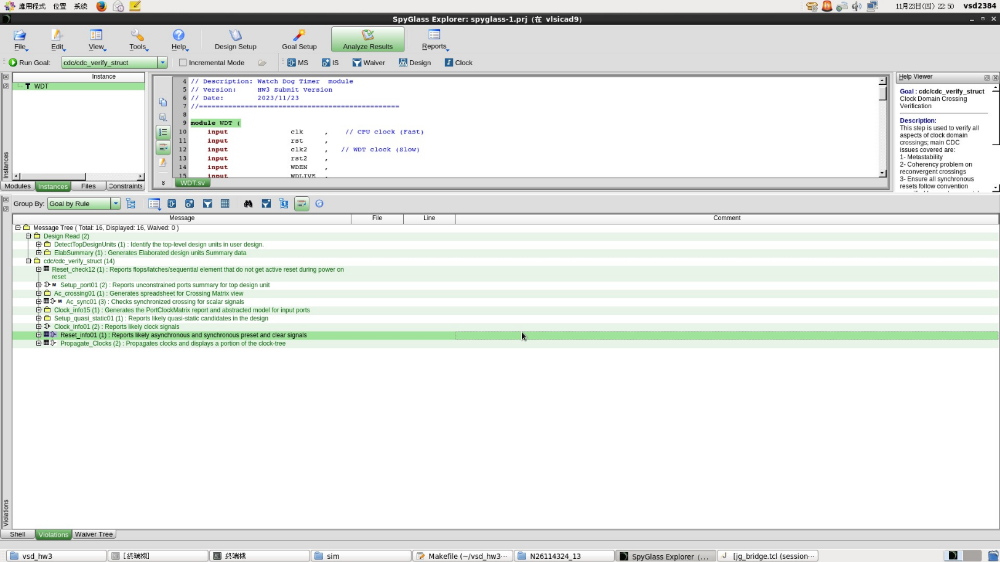 應用程式 位置 系統
11月23日(四) 22:50 vsd2384
SpyGlass Explorer: spyglass-1.prj (在 vlsicad9)
File Edit View Tools Help Design Setup Goal Setup Analyze Results Reports
Run Goal: cdc/cdc_verify_struct Incremental Mode MS IS Waiver Design Clock
Instance
WDT
Instances
Modules Instances Files Constraints
4 // Description: Watch Dog Timer  module
5 // Version:     HW3 Submit Version
6 // Date:        2023/11/23
7 //================================================
8
9 module WDT (
10 input clk , // CPU clock (Fast)
11 input rst ,
12 input clk2 , // WDT clock (Slow)
13 input rst2 ,
14 input WDEN ,
15 input WDLIVE ,
WDT.sv
Help Viewer
Goal : cdc/cdc_verify_struct
Clock Domain Crossing
Verification
Description:
This step is used to verify all
aspects of clock domain
crossings; main CDC
issues covered are:
1- Metastability
2- Coherency problem on
reconvergent crossings
3- Ensure all synchronous
resets follow convention
Group By: Goal by Rule
Message File Line Comment
Message Tree ( Total: 16, Displayed: 16, Waived: 0 )
Design Read (2)
DetectTopDesignUnits (1) : Identify the top-level design units in user design.
ElabSummary (1) : Generates Elaborated design units Summary data
cdc/cdc_verify_struct (14)
Reset_check12 (1) : Reports flops/latches/sequential element that do not get active reset during power on
reset
M Setup_port01 (2) : Reports unconstrained ports summary for top design unit
Ac_crossing01 (1) : Generates spreadsheet for Crossing Matrix view
M Ac_sync01 (3) : Checks synchronized crossing for scalar signals
Clock_info15 (1) : Generates the PortClockMatrix report and abstracted model for input ports
Setup_quasi_static01 (1) : Reports likely quasi-static candidates in the design
Clock_info01 (2) : Reports likely clock signals
Reset_info01 (1) : Reports likely asynchronous and synchronous preset and clear signals
Propagate_Clocks (2) : Propagates clocks and displays a portion of the clock-tree
Violations
Shell Violations Waiver Tree
vsd_hw3 [終端機] 終端機 sim Makefile (~/vsd_hw3··· N26114324_13 SpyGlass Explorer (... [jg_bridge.tcl (session···